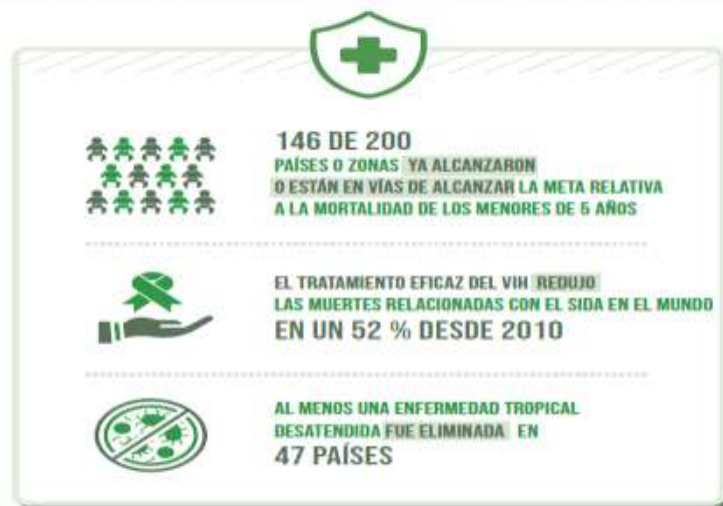 146 DE 200
PAÍSES O ZONAS YA ALCANZARON
O ESTÁN EN VÍAS DE ALCANZAR LA META RELATIVA
A LA MORTALIDAD DE LOS MENORES DE 5 AÑOS
EL TRATAMIENTO EFICAZ DEL VIH REDUJO
LAS MUERTES RELACIONADAS CON EL SIDA EN EL MUNDO
EN UN 52 % DESDE 2010
AL MENOS UNA ENFERMEDAD TROPICAL
DESATENDIDA FUE ELIMINADA EN
47 PAÍSES